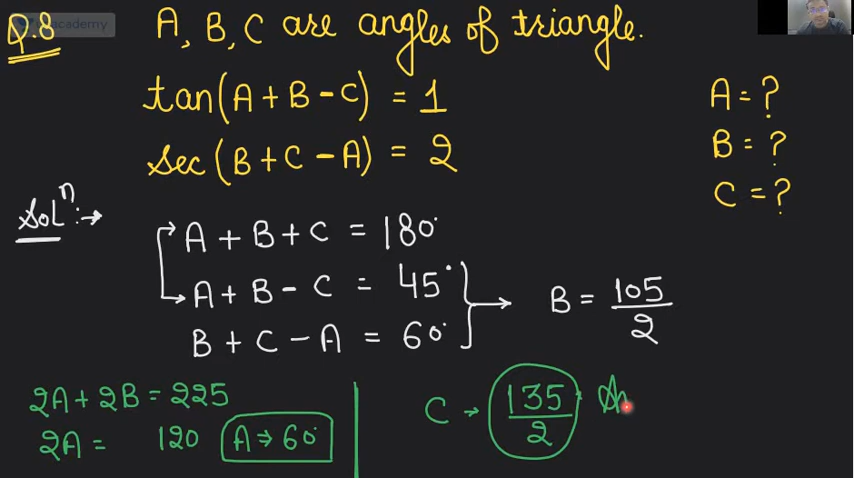 Q.8 A, B, C are angles of triangle.
tan(A + B - C) = 1
sec(B + C - A) = 2
A = ?
B = ?
C = ?
Solⁿ :→
A + B + C = 180°
A + B - C = 45°
B + C - A = 60°
B = 105/2
2A + 2B = 225
2A = 120 A ⇒ 60°
C → 135/2